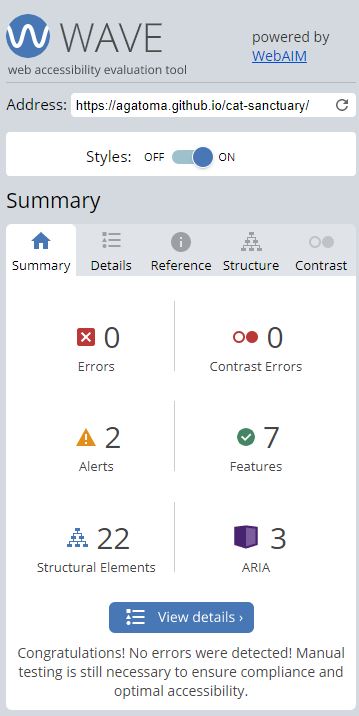 WAVE
powered by
WebAIM
web accessibility evaluation tool
Address: https://agatoma.github.io/cat-sanctuary/
Styles: OFF ON
Summary
Summary Details Reference Structure Contrast
0 0
Errors Contrast Errors
2 7
Alerts Features
22 3
Structural Elements ARIA
View details ›
Congratulations! No errors were detected! Manual
testing is still necessary to ensure compliance and
optimal accessibility.